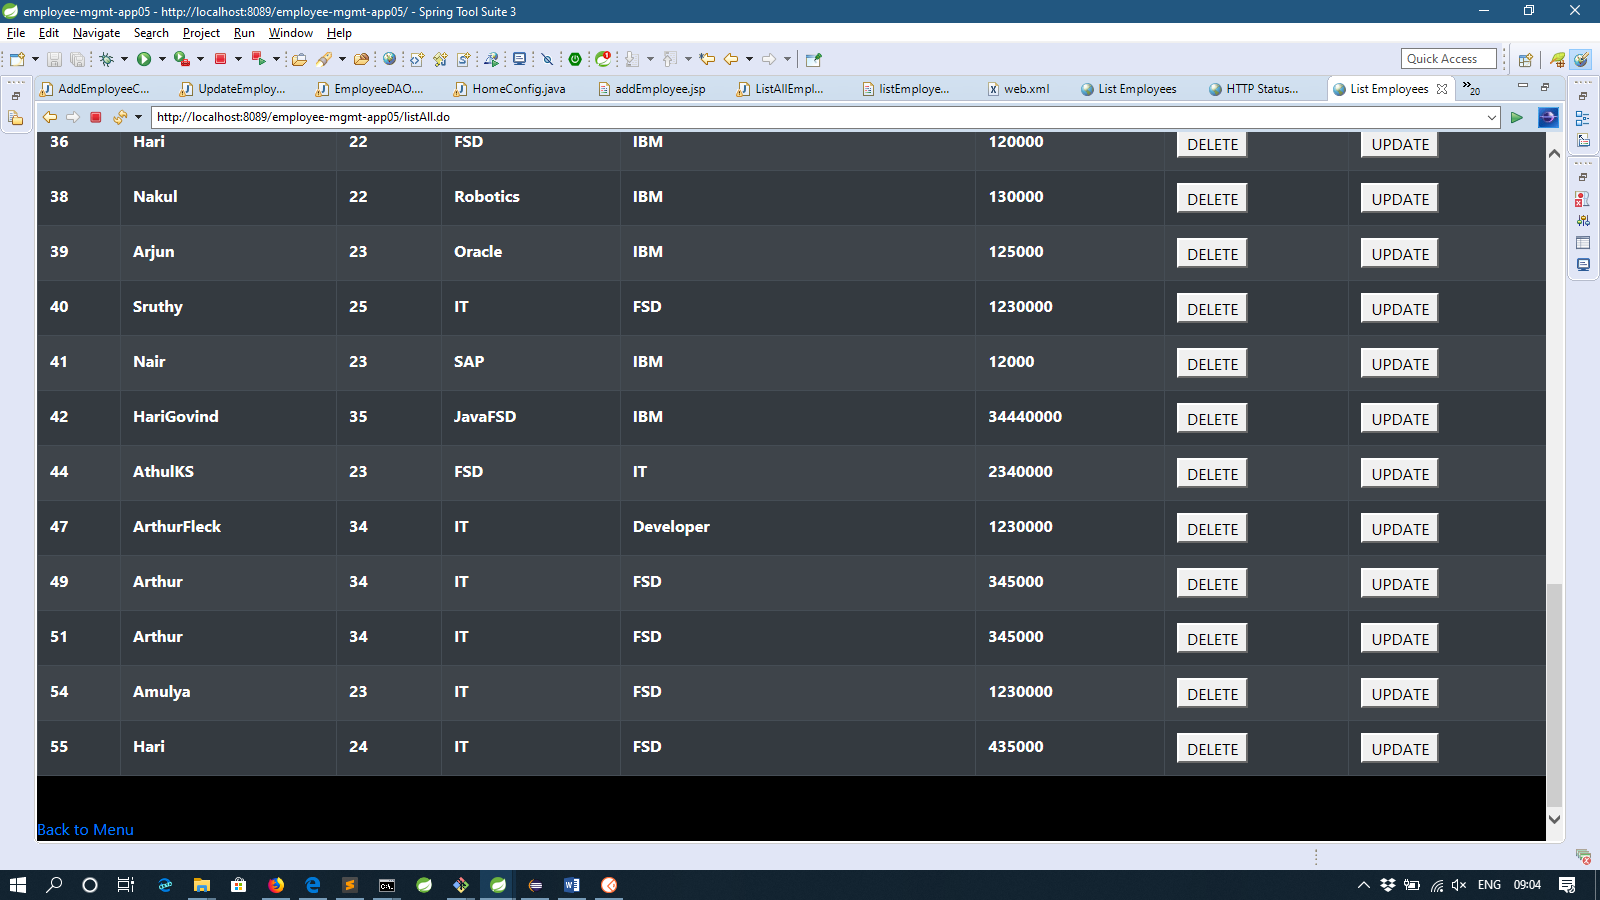 employee-mgmt-app05 - http://localhost:8089/employee-mgmt-app05/ - Spring Tool Suite 3
File Edit Navigate Search Project Run Window Help
Quick Access
AddEmployeeC... UpdateEmploy... EmployeeDAO.... HomeConfig.java addEmployee.jsp ListAllEmpl... listEmploye... web.xml List Employees HTTP Status... List Employees »20
http://localhost:8089/employee-mgmt-app05/listAll.do
36 Hari 22 FSD IBM 120000 DELETE UPDATE
38 Nakul 22 Robotics IBM 130000 DELETE UPDATE
39 Arjun 23 Oracle IBM 125000 DELETE UPDATE
40 Sruthy 25 IT FSD 1230000 DELETE UPDATE
41 Nair 23 SAP IBM 12000 DELETE UPDATE
42 HariGovind 35 JavaFSD IBM 34440000 DELETE UPDATE
44 AthulKS 23 FSD IT 2340000 DELETE UPDATE
47 ArthurFleck 34 IT Developer 1230000 DELETE UPDATE
49 Arthur 34 IT FSD 345000 DELETE UPDATE
51 Arthur 34 IT FSD 345000 DELETE UPDATE
54 Amulya 23 IT FSD 1230000 DELETE UPDATE
55 Hari 24 IT FSD 435000 DELETE UPDATE
Back to Menu
ENG 09:04